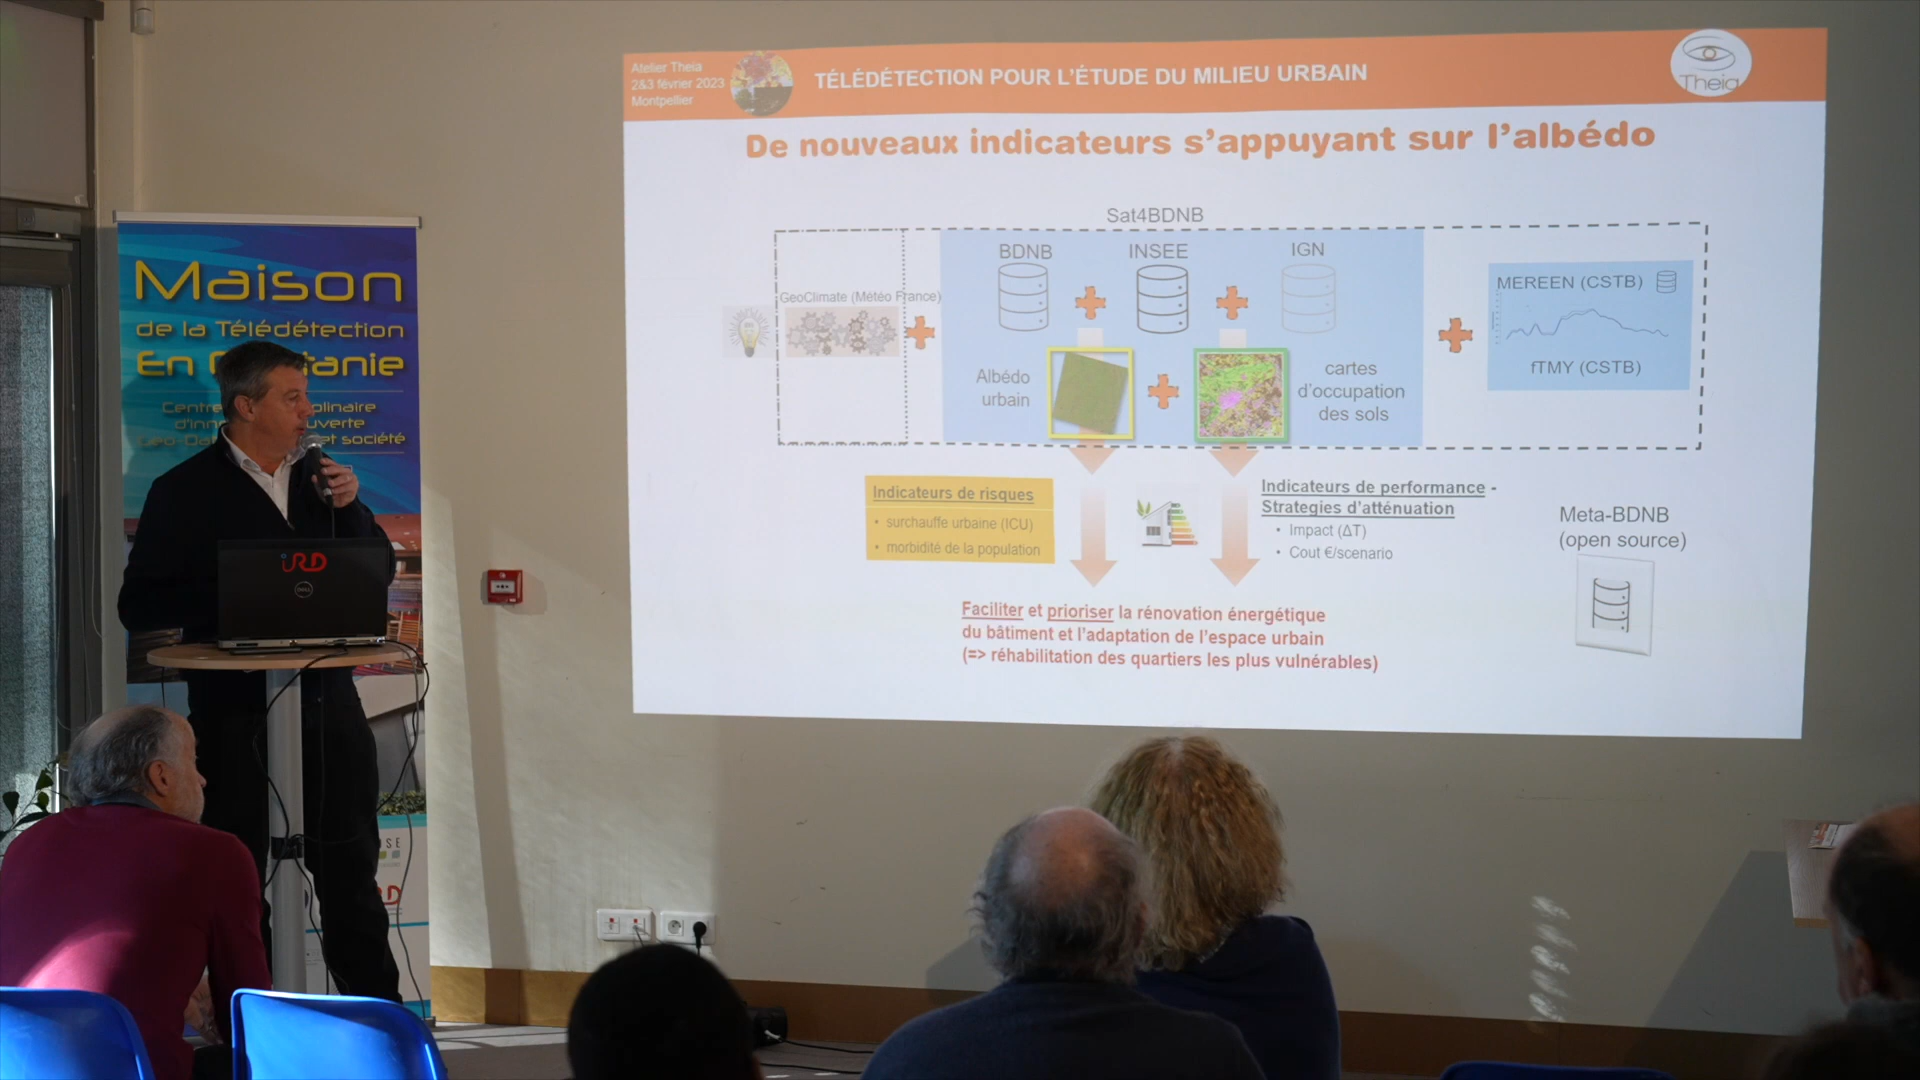 Atelier Theia
2&3 février 2023
Montpellier
TÉLÉDÉTECTION POUR L'ÉTUDE DU MILIEU URBAIN
Theia
De nouveaux indicateurs s'appuyant sur l'albédo
Sat4BDNB
BDNB
INSEE
IGN
GeoClimate (Météo France)
MEREEN (CSTB)
fTMY (CSTB)
Albédo
urbain
cartes
d'occupation
des sols
Indicateurs de risques
• surchauffe urbaine (ICU)
• morbidité de la population
Indicateurs de performance -
Strategies d'atténuation
• Impact (ΔT)
• Cout €/scenario
Meta-BDNB
(open source)
Faciliter et prioriser la rénovation énergétique
du bâtiment et l'adaptation de l'espace urbain
(=> réhabilitation des quartiers les plus vulnérables)
Maison
de la Télédétection
En
Centre
et société
iRD
DELL